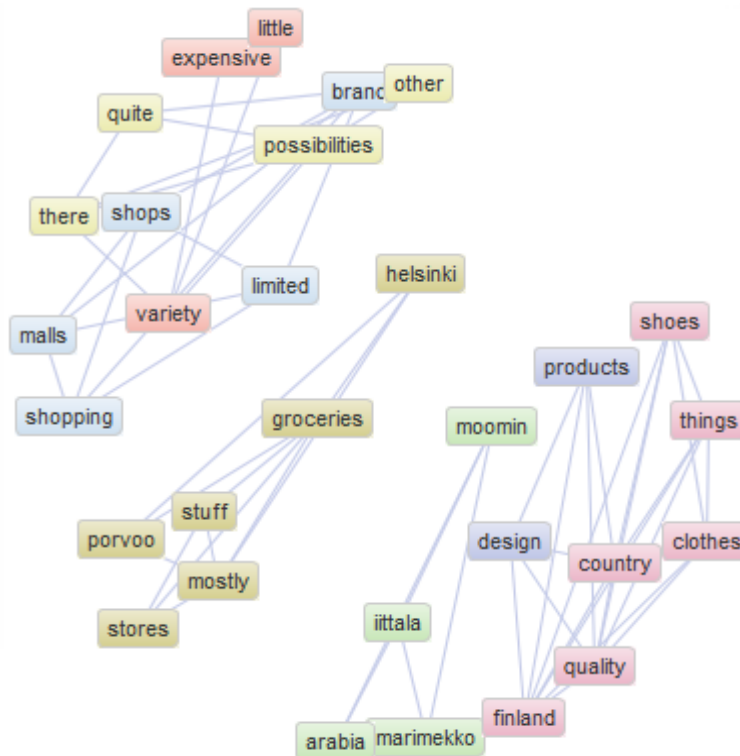 little
expensive
brand
other
quite
possibilities
there
shops
helsinki
limited
variety
shoes
malls
products
shopping
groceries
moomin
things
stuff
porvoo
design
clothes
country
mostly
iittala
stores
quality
finland
arabia
marimekko